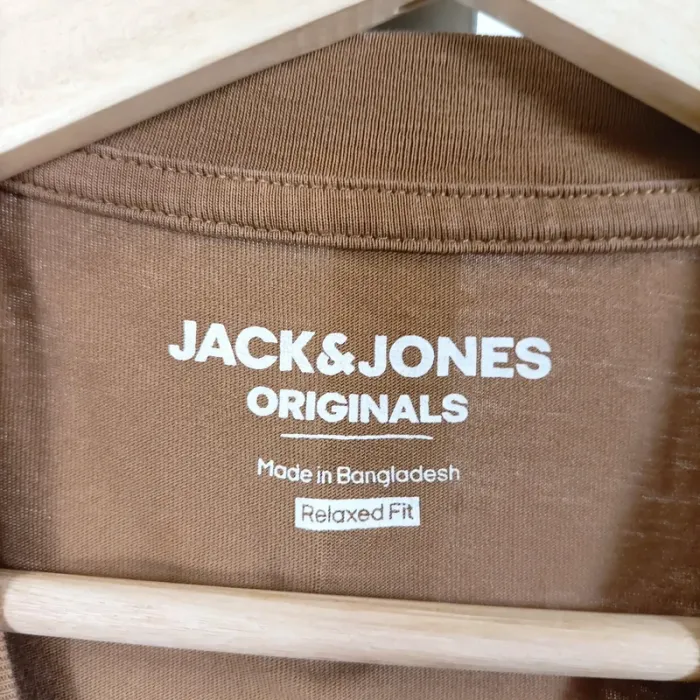 JACK&JONES
ORIGINALS
Made in Bangladesh
Relaxed Fit